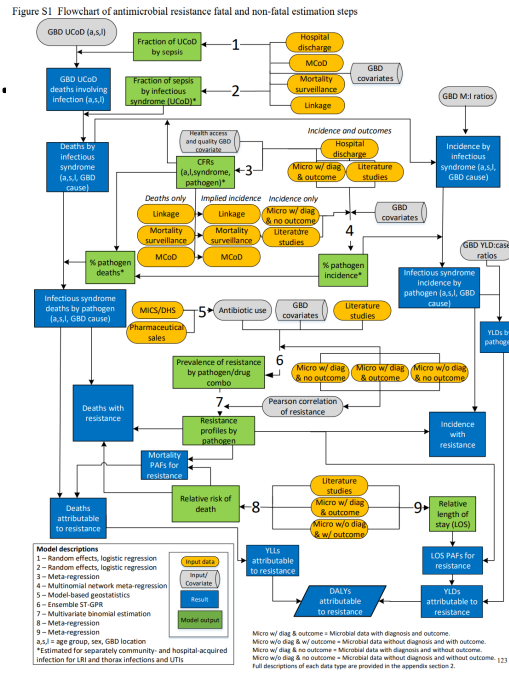 Figure S1 Flowchart of antimicrobial resistance fatal and non-fatal estimation steps
GBD UCoD (a,s,l)
Fraction of UCoD
by sepsis
1
Hospital
discharge
MCoD
Mortality
surveillance
Linkage
GBD
covariates
GBD UCoD
deaths involving
infection (a,s,l)
Fraction of sepsis
by infectious
syndrome (UCoD)*
2
GBD M:I ratios
Deaths by
infectious
syndrome
(a,s,l, GBD
cause)
Health access
and quality GBD
covariate
CFRs
(a,l,syndrome,
pathogen)*
3
Incidence and outcomes
Hospital
discharge
Micro w/ diag
& outcome
Literature
studies
Incidence by
infectious
syndrome (a,s,l,
GBD cause)
Deaths only
Implied incidence
Incidence only
Linkage
Linkage
Micro w/ diag
& no outcome
Mortality
surveillance
Mortality
surveillance
Literature
studies
MCoD
MCoD
4
GBD
covariates
% pathogen
deaths*
% pathogen
incidence*
GBD YLD:case
ratios
Infectious syndrome
deaths by pathogen
(a,s,l, GBD cause)
Infectious syndrome
incidence by
pathogen (a,s,l, GBD
cause)
MICS/DHS
Pharmaceutical
sales
5
Antibiotic use
GBD
covariates
Literature
studies
YLDs by
pathoge
Prevalence of resistance
by pathogen/drug
combo
6
Micro w/ diag
& no outcome
Micro w/ diag
& outcome
Micro w/o diag
& no outcome
Deaths with
resistance
7
Pearson correlation
of resistance
Resistance
profiles by
pathogen
Incidence
with
resistance
Mortality
PAFs for
resistance
Relative risk of
death
8
Literature
studies
Micro w/ diag
& outcome
Micro w/o diag
& w/ outcome
9
Relative
length of
stay (LOS)
Deaths
attributable
to resistance
YLLs
attributable
to resistance
LOS PAFs for
resistance
DALYs
attributable to
resistance
YLDs
attributable to
resistance
Model descriptions
1 – Random effects, logistic regression
2 – Random effects, logistic regression
3 – Meta-regression
4 – Multinomial network meta-regression
5 – Model-based geostatistics
6 – Ensemble ST-GPR
7 – Multivariate binomial estimation
8 – Meta-regression
9 – Meta-regression
a,s,l = age group, sex, GBD location
*Estimated for separately community- and hospital-acquired
infection for LRI and thorax infections and UTIs
Input data
Input/
Covariate
Result
Model output
Micro w/ diag & outcome = Microbial data with diagnosis and outcome.
Micro w/o diag & w/ outcome = Microbial data without diagnosis and with outcome.
Micro w/ diag & no outcome = Microbial data with diagnosis and without outcome.
Micro w/o diag & no outcome = Microbial data without diagnosis and without outcome.
Full descriptions of each data type are provided in the appendix section 2.
123